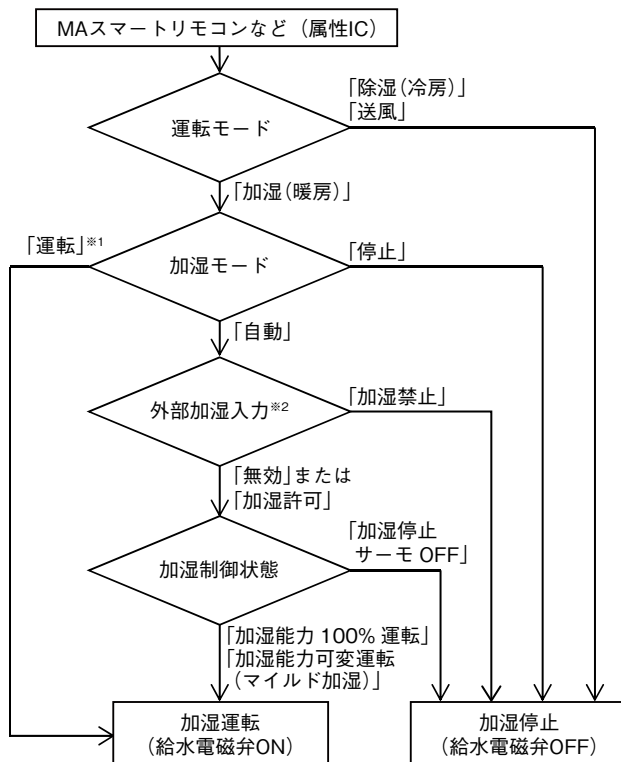 MAスマートリモコンなど（属性IC）
「除湿(冷房)」
「送風」
運転モード
「加湿(暖房)」
「運転」※1
加湿モード
「停止」
「自動」
外部加湿入力※2
「加湿禁止」
「無効」または
「加湿許可」
加湿制御状態
「加湿停止
サーモ OFF」
「加湿能力 100% 運転」
「加湿能力可変運転
（マイルド加湿）」
加湿運転
(給水電磁弁ON)
加湿停止
(給水電磁弁OFF)